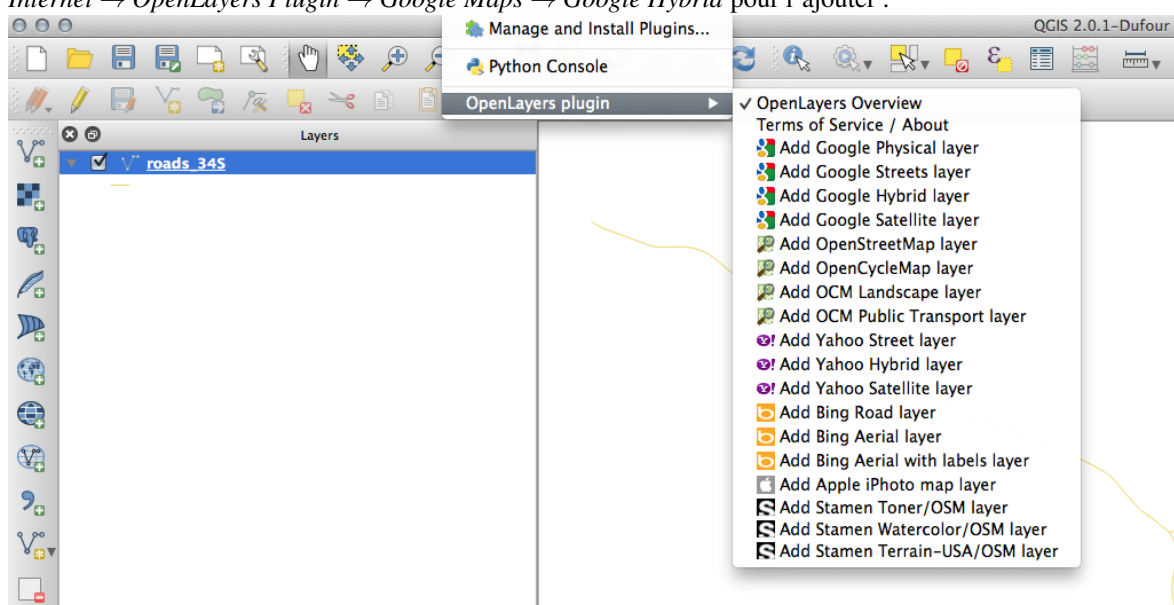 Internet → OpenLayers Plugin → Google Maps → Google Hybrid pour l'ajouter :
Manage and Install Plugins...
QGIS 2.0.1-Dufour
Python Console
OpenLayers plugin
✓ OpenLayers Overview
Terms of Service / About
Layers
Add Google Physical layer
roads_34S
Add Google Streets layer
Add Google Hybrid layer
Add Google Satellite layer
Add OpenStreetMap layer
Add OpenCycleMap layer
Add OCM Landscape layer
Add OCM Public Transport layer
Add Yahoo Street layer
Add Yahoo Hybrid layer
Add Yahoo Satellite layer
Add Bing Road layer
Add Bing Aerial layer
Add Bing Aerial with labels layer
Add Apple iPhoto map layer
Add Stamen Toner/OSM layer
Add Stamen Watercolor/OSM layer
Add Stamen Terrain-USA/OSM layer